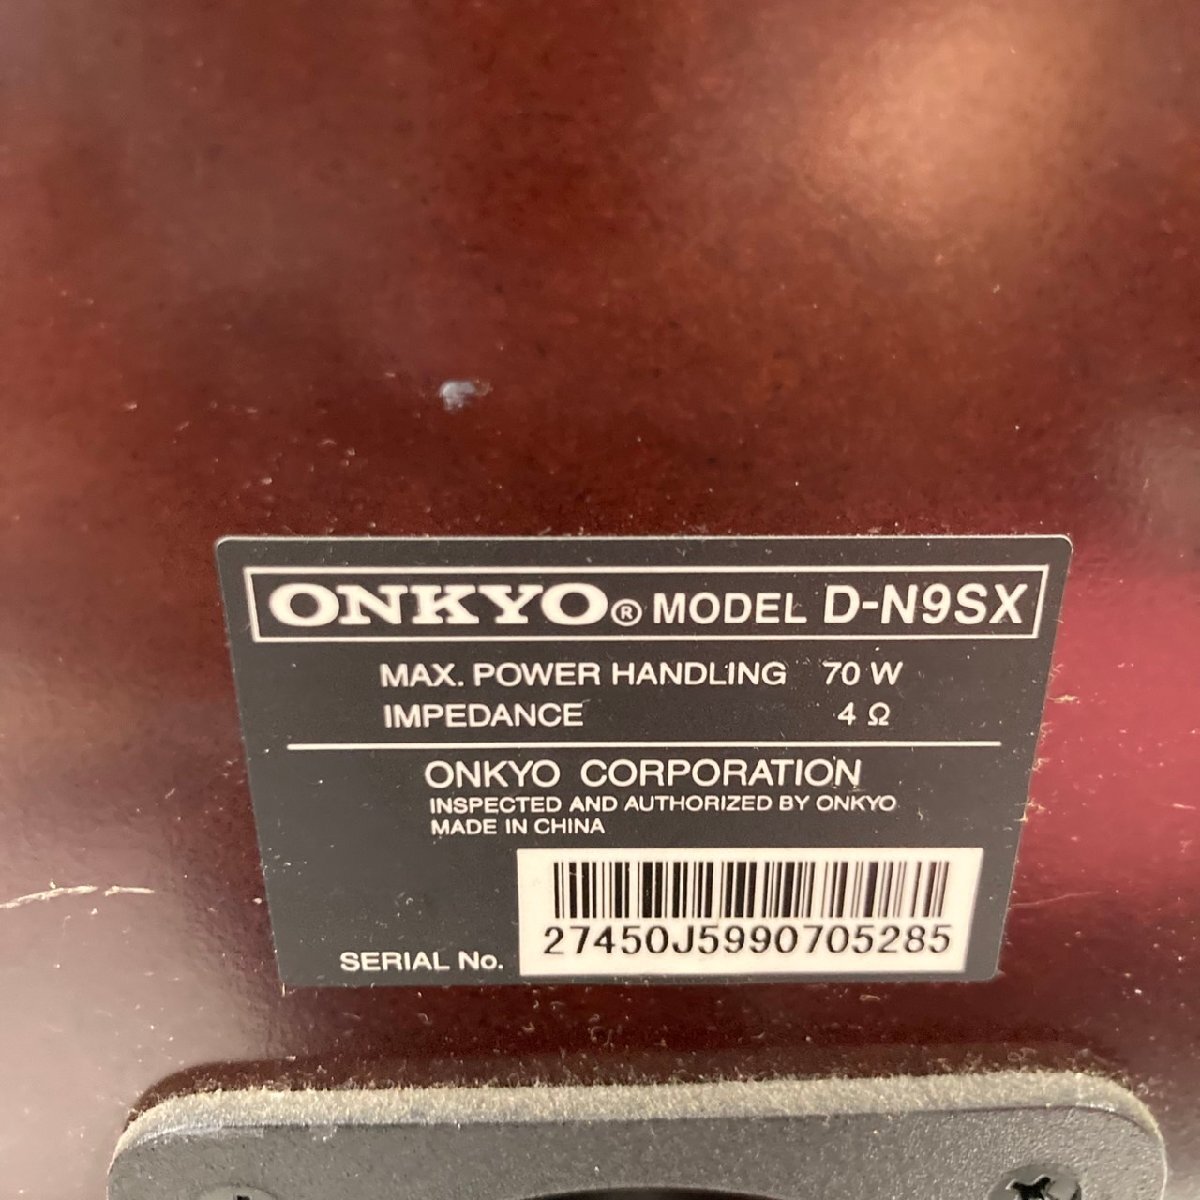 ONKYO® MODEL D-N9SX
MAX. POWER HANDLING 70 W
IMPEDANCE 4 Ω
ONKYO CORPORATION
INSPECTED AND AUTHORIZED BY ONKYO
MADE IN CHINA
27450J5990705285
SERIAL No.